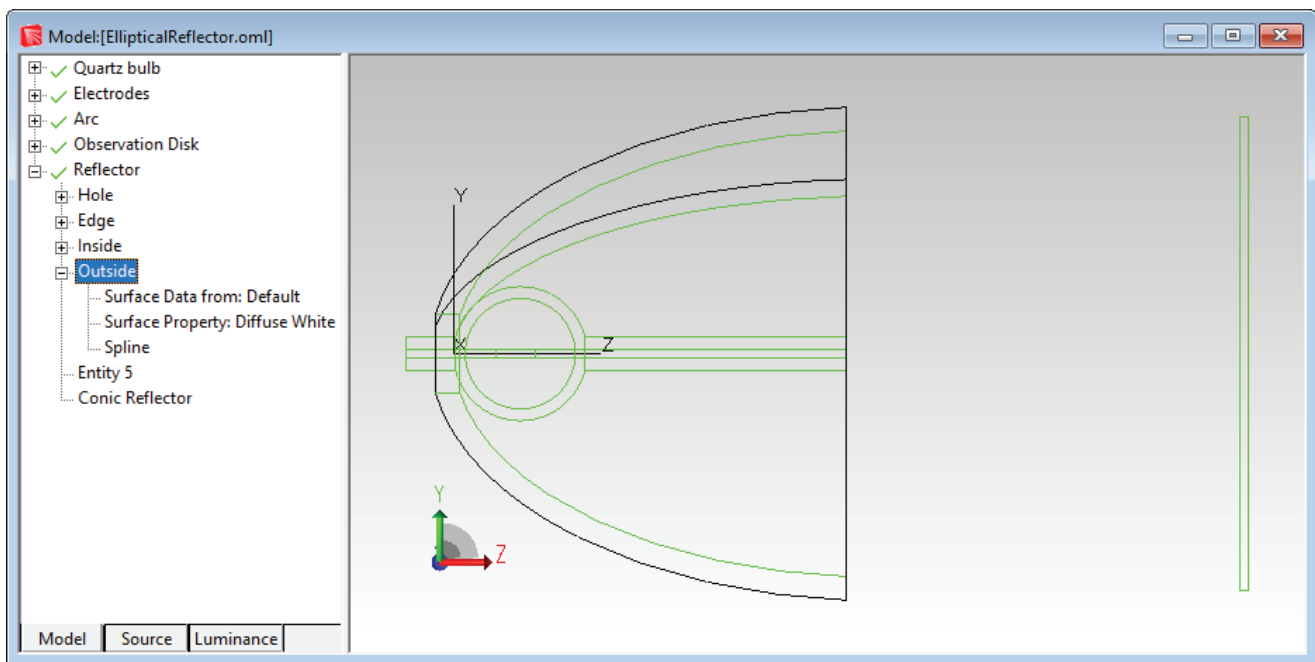 Model:[EllipticalReflector.oml]
Quartz bulb
Electrodes
Arc
Observation Disk
Reflector
Hole
Edge
Inside
Outside
Surface Data from: Default
Surface Property: Diffuse White
Spline
Entity 5
Conic Reflector
Y
X
Z
Y
Z
Model Source Luminance